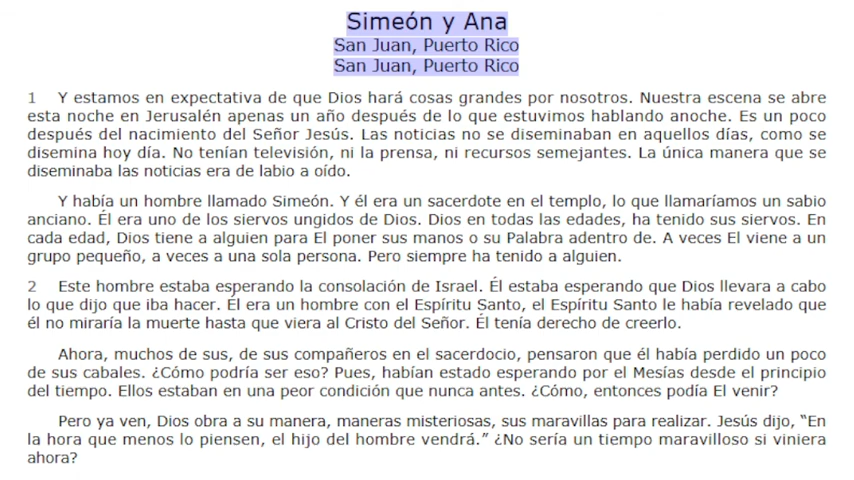 Simeón y Ana
San Juan, Puerto Rico
San Juan, Puerto Rico
1 Y estamos en expectativa de que Dios hará cosas grandes por nosotros. Nuestra escena se abre
esta noche en Jerusalén apenas un año después de lo que estuvimos hablando anoche. Es un poco
después del nacimiento del Señor Jesús. Las noticias no se diseminaban en aquellos días, como se
disemina hoy día. No tenían televisión, ni la prensa, ni recursos semejantes. La única manera que se
diseminaba las noticias era de labio a oído.
Y había un hombre llamado Simeón. Y él era un sacerdote en el templo, lo que llamaríamos un sabio
anciano. Él era uno de los siervos ungidos de Dios. Dios en todas las edades, ha tenido sus siervos. En
cada edad, Dios tiene a alguien para El poner sus manos o su Palabra adentro de. A veces El viene a un
grupo pequeño, a veces a una sola persona. Pero siempre ha tenido a alguien.
2 Este hombre estaba esperando la consolación de Israel. Él estaba esperando que Dios llevara a cabo
lo que dijo que iba hacer. Él era un hombre con el Espíritu Santo, el Espíritu Santo le había revelado que
él no miraría la muerte hasta que viera al Cristo del Señor. Él tenía derecho de creerlo.
Ahora, muchos de sus, de sus compañeros en el sacerdocio, pensaron que él había perdido un poco
de sus cabales. ¿Cómo podría ser eso? Pues, habían estado esperando por el Mesías desde el principio
del tiempo. Ellos estaban en una peor condición que nunca antes. ¿Cómo, entonces podía El venir?
Pero ya ven, Dios obra a su manera, maneras misteriosas, sus maravillas para realizar. Jesús dijo, "En
la hora que menos lo piensen, el hijo del hombre vendrá." ¿No sería un tiempo maravilloso si viniera
ahora?